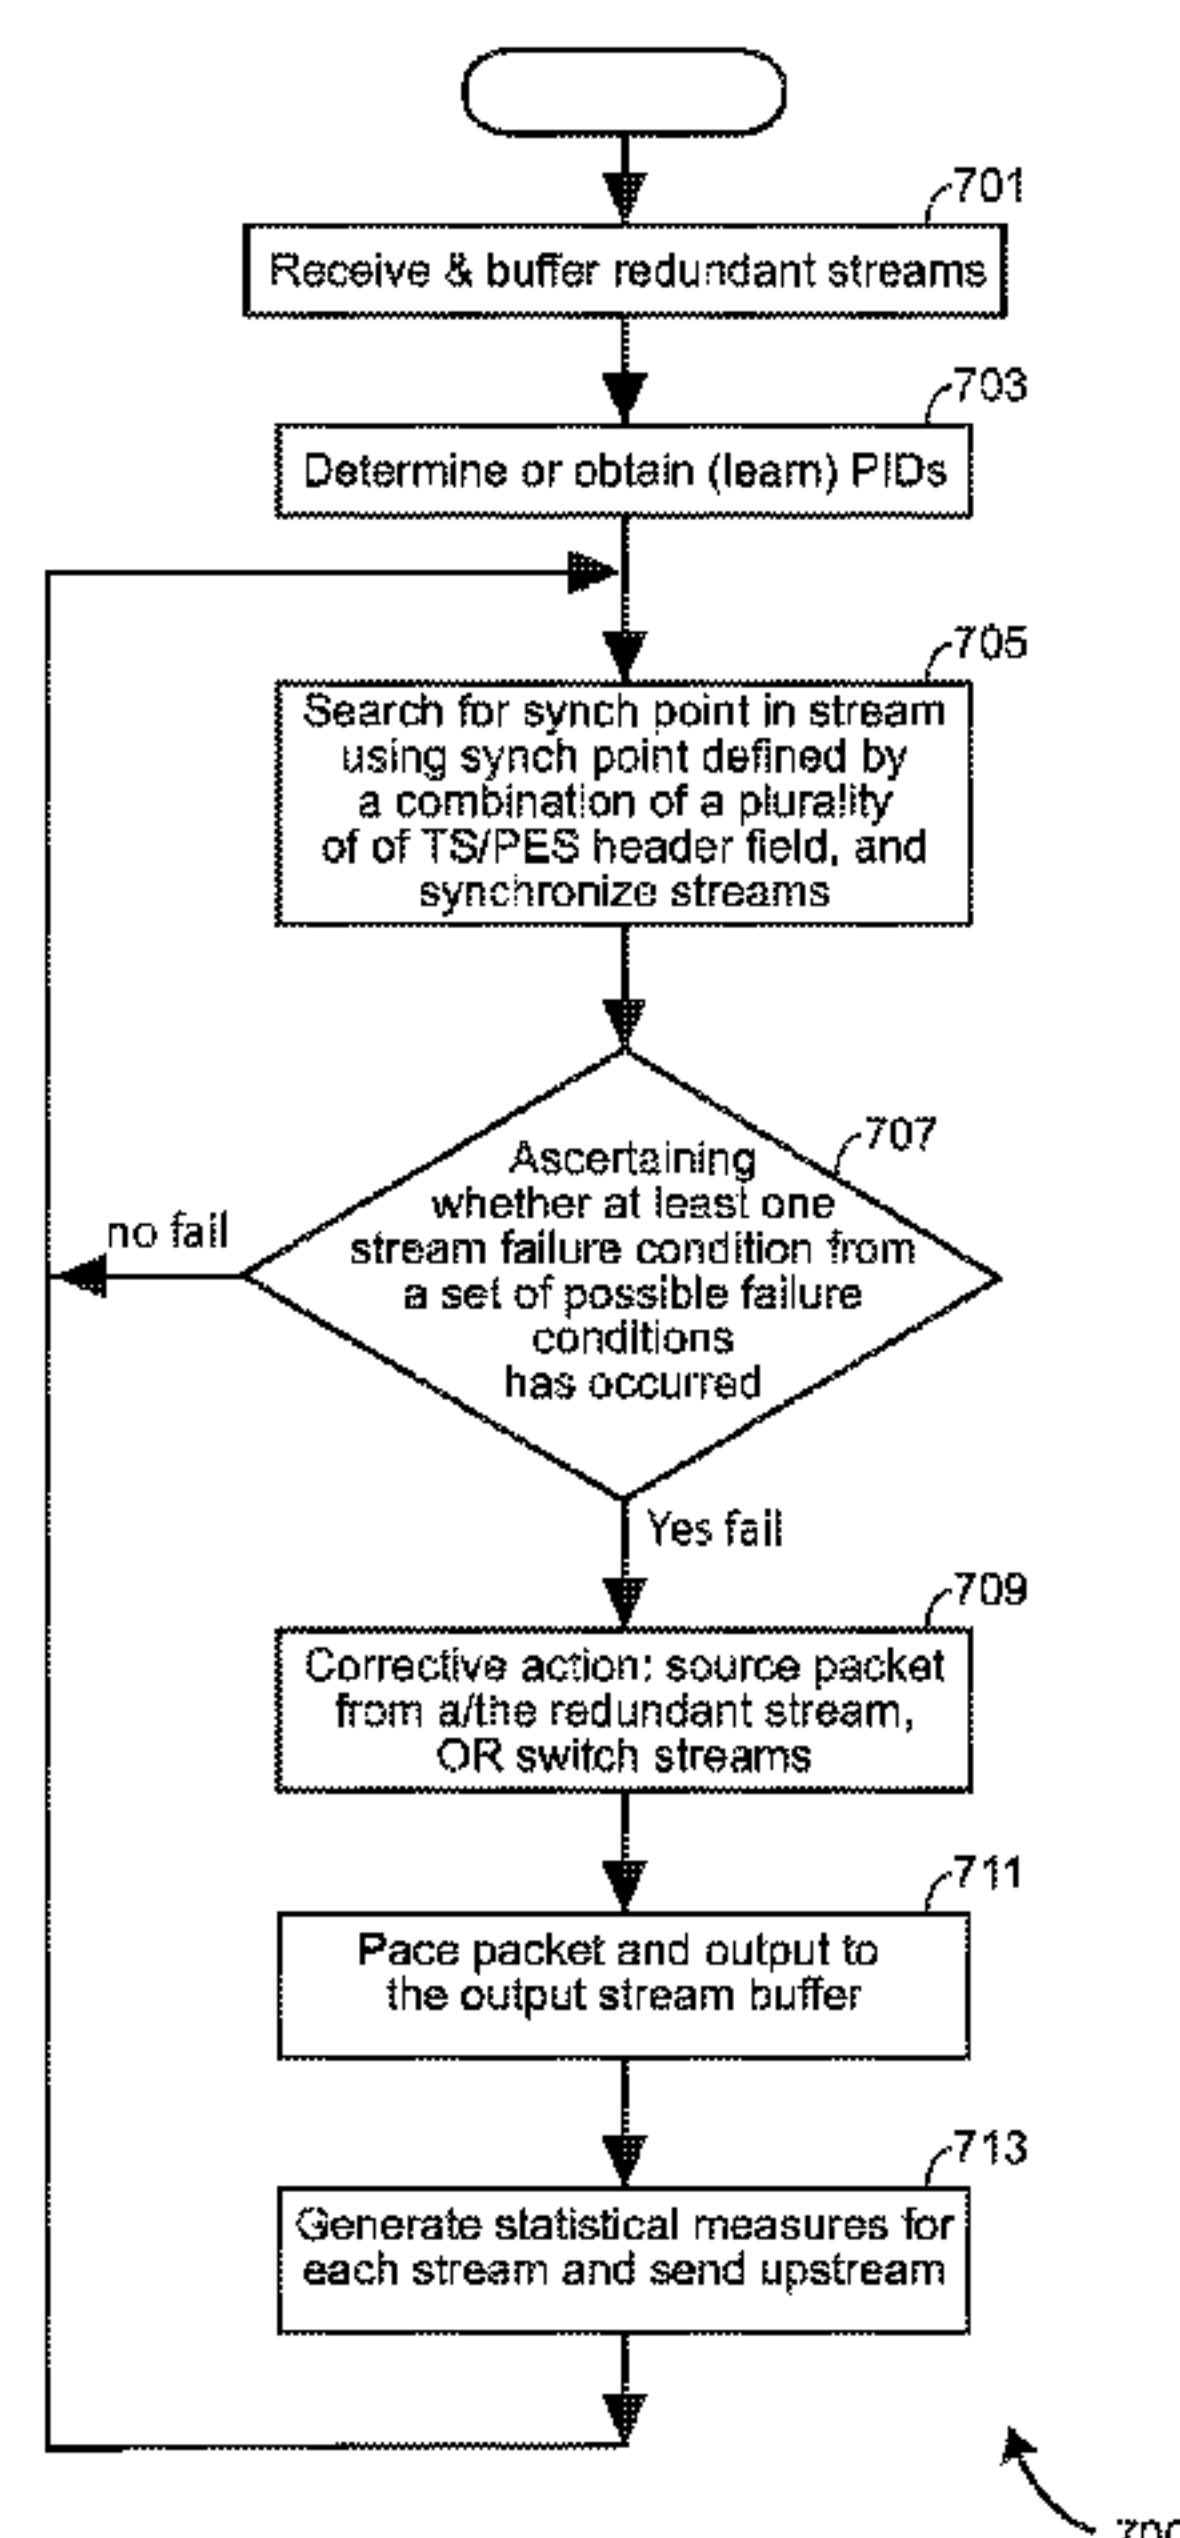 701
Receive & buffer redundant streams
703
Determine or obtain (learn) PIDs
705
Search for synch point in stream
using synch point defined by
a combination of a plurality
of of TS/PES header field, and
synchronize streams
707
Ascertaining
whether at least one
stream failure condition from
a set of possible failure
conditions
has occurred
no fail
Yes fail
709
Corrective action: source packet
from a/the redundant stream,
OR switch streams
711
Pace packet and output to
the output stream buffer
713
Generate statistical measures for
each stream and send upstream